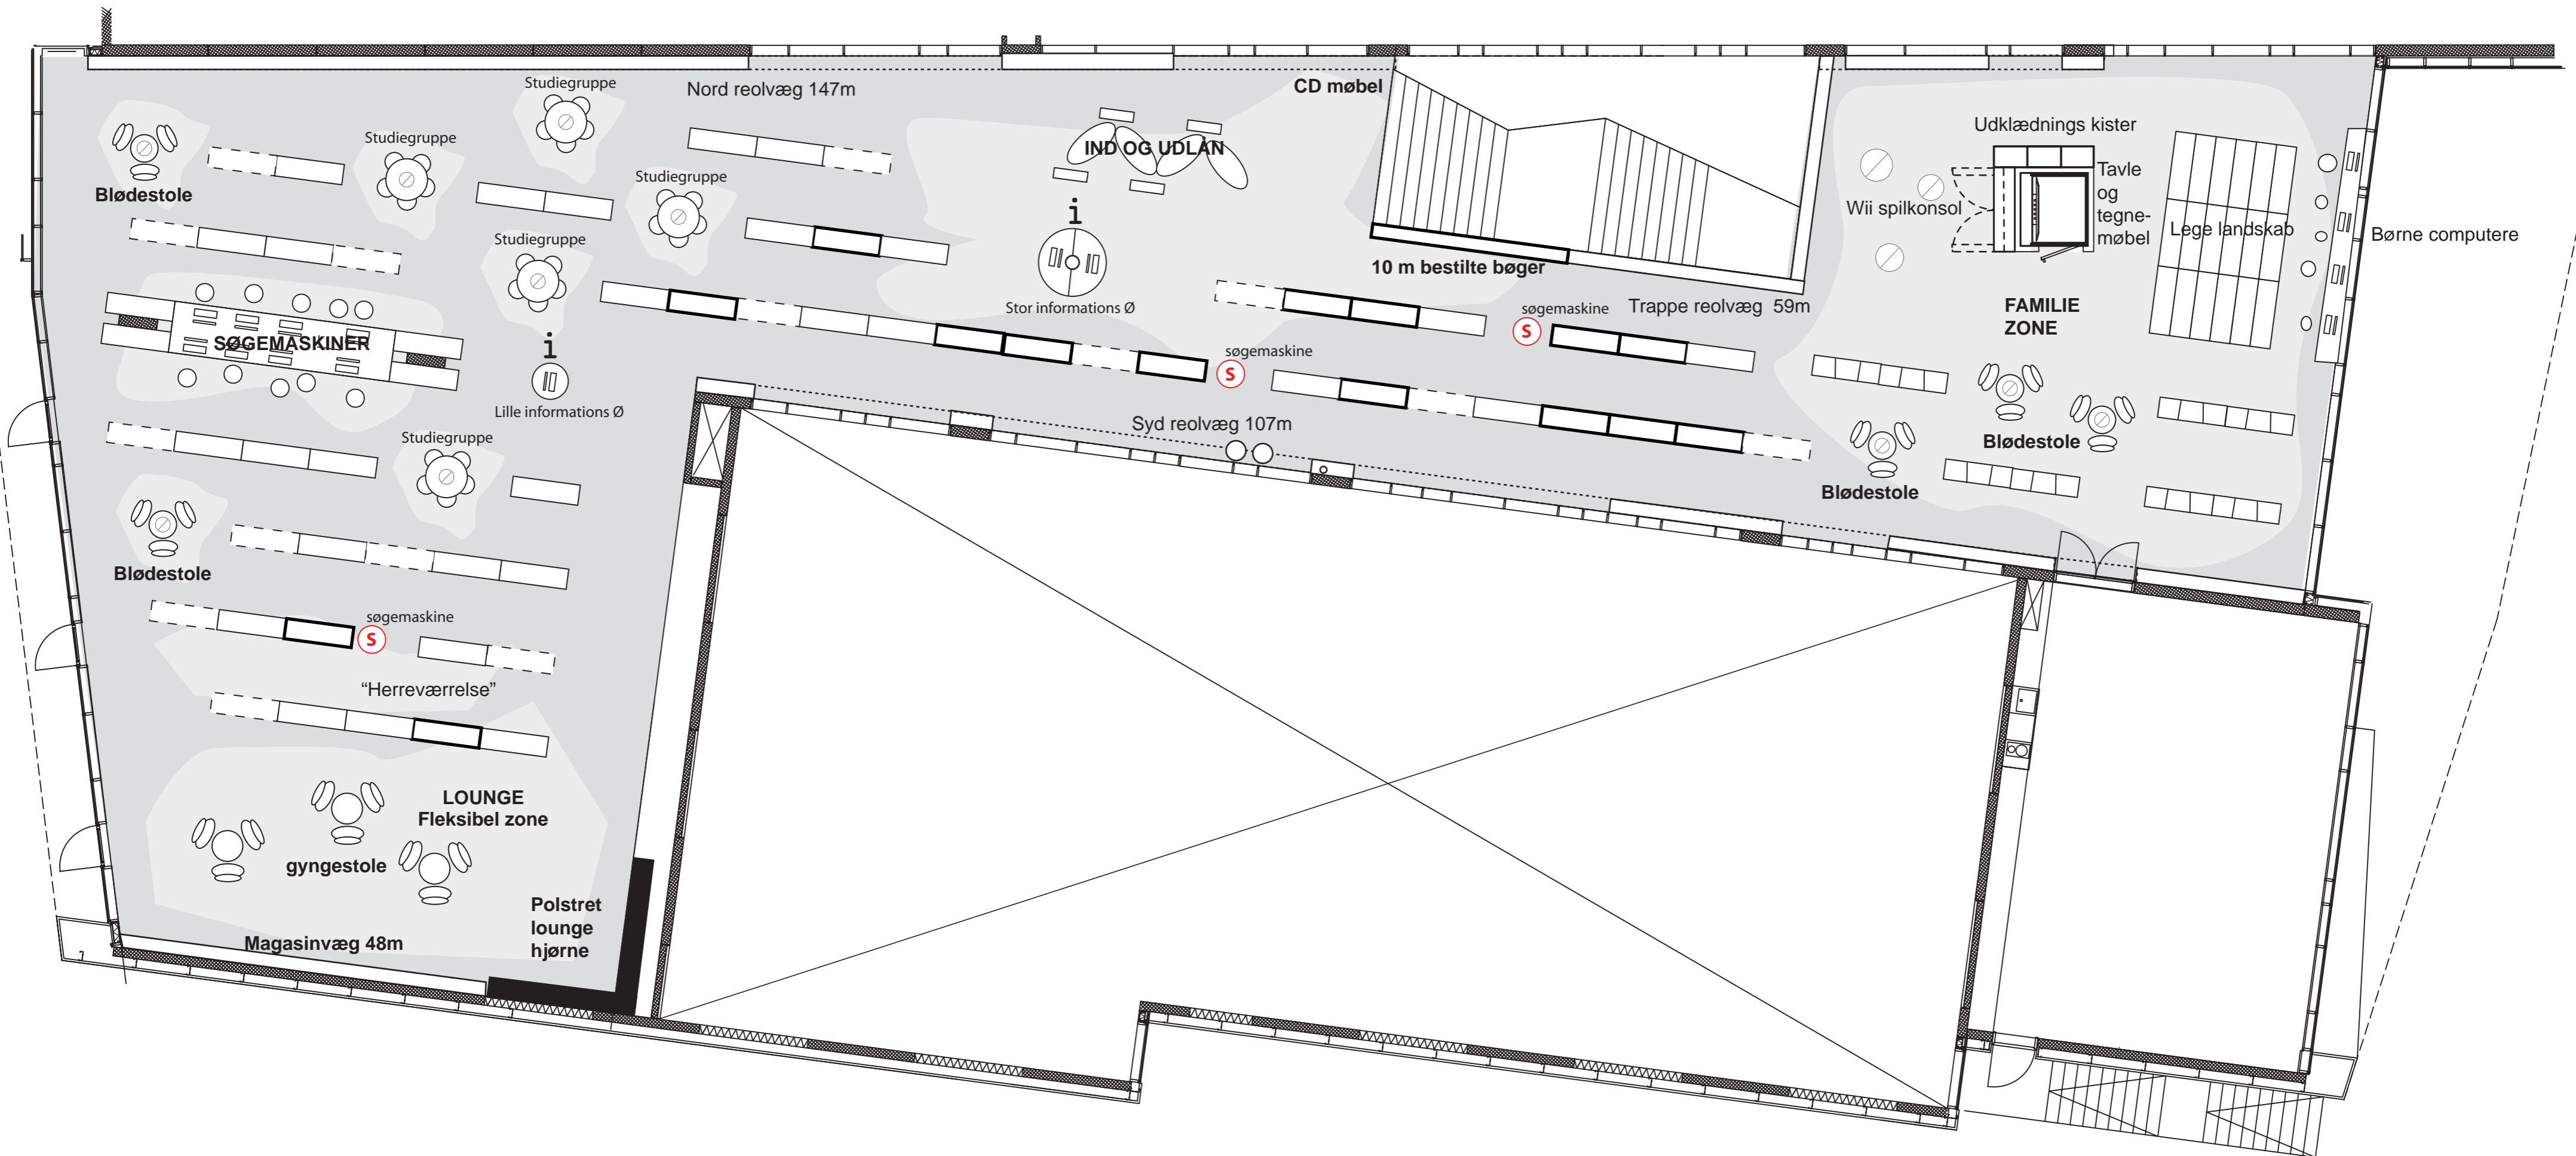 Studiegruppe
Nord reolvæg 147m
CD møbel
Studiegruppe
Blødestole
Studiegruppe
IND OG UDLÅN
i
Stor informations Ø
Studiegruppe
10 m bestilte bøger
søgemaskine
S
Trappe reolvæg 59m
Udklædnings kister
Tavle
og
tegne-
møbel
Wii spilkonsol
Lege landskab
Børne computere
FAMILIE
ZONE
SØGEMASKINER
i
Lille informations Ø
søgemaskine
S
Syd reolvæg 107m
Blødestole
Blødestole
Studiegruppe
Blødestole
søgemaskine
S
“Herreværrelse”
LOUNGE
Fleksibel zone
gyngestole
Polstret
lounge
hjørne
Magasinvæg 48m